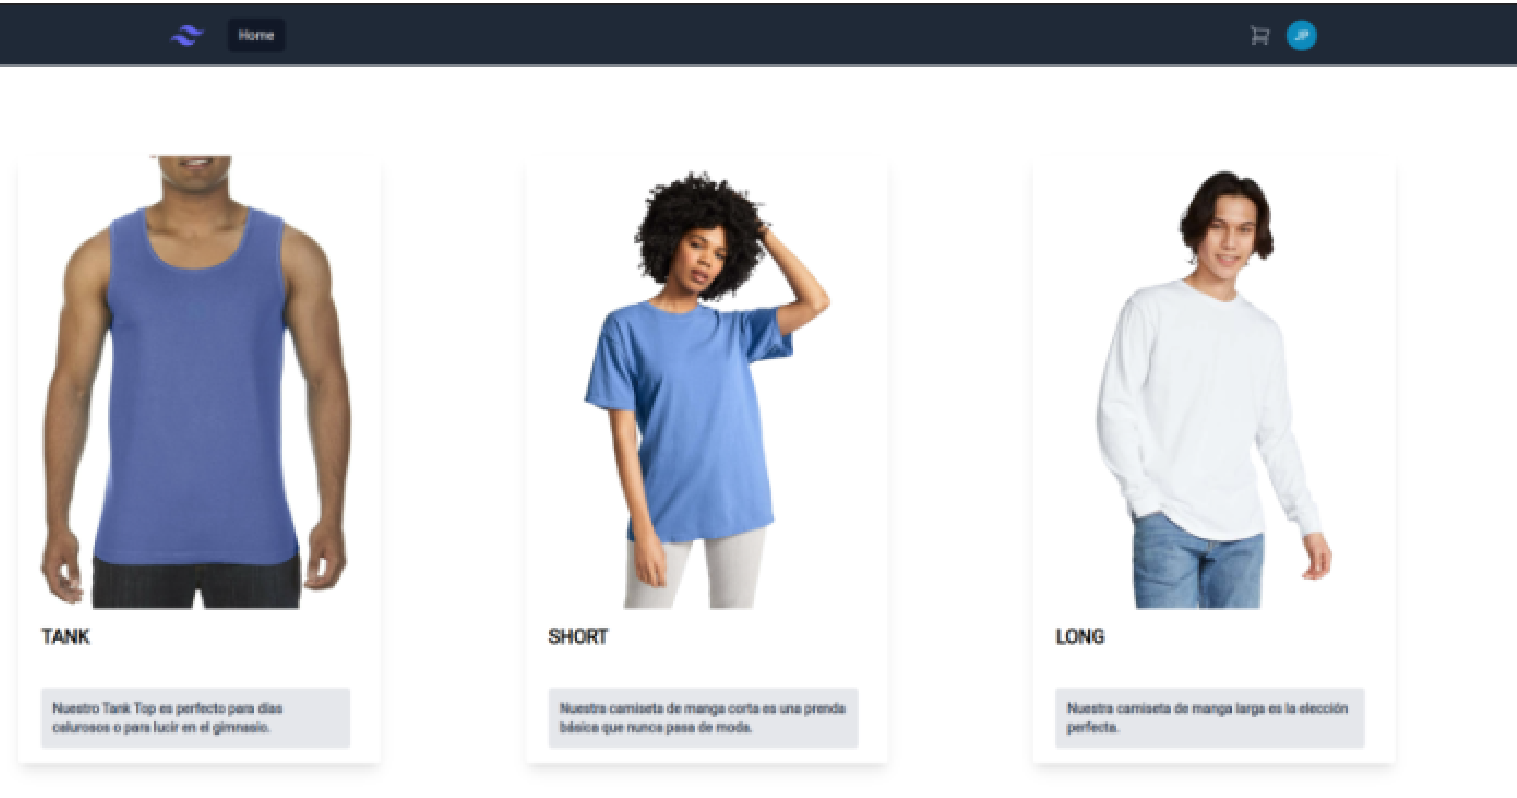 Home
JP
TANK
Nuestro Tank Top es perfecto para días
calurosos o para lucir en el gimnasio.
SHORT
Nuestra camiseta de manga corta es una prenda
básica que nunca pasa de moda.
LONG
Nuestra camiseta de manga larga es la elección
perfecta.